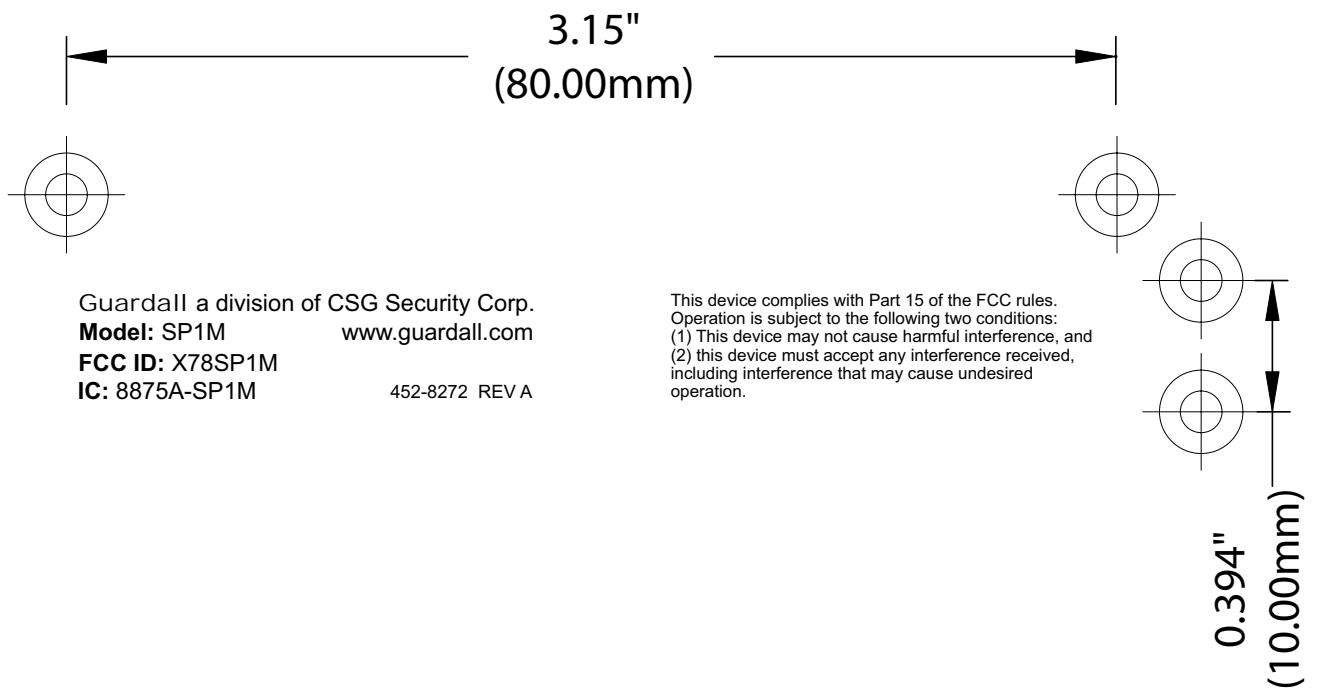 3.15"
(80.00mm)
Guardall a division of CSG Security Corp.
Model: SP1M www.guardall.com
FCC ID: X78SP1M
IC: 8875A-SP1M 452-8272 REV A
This device complies with Part 15 of the FCC rules.
Operation is subject to the following two conditions:
(1) This device may not cause harmful interference, and
(2) this device must accept any interference received,
including interference that may cause undesired
operation.
0.394"
(10.00mm)